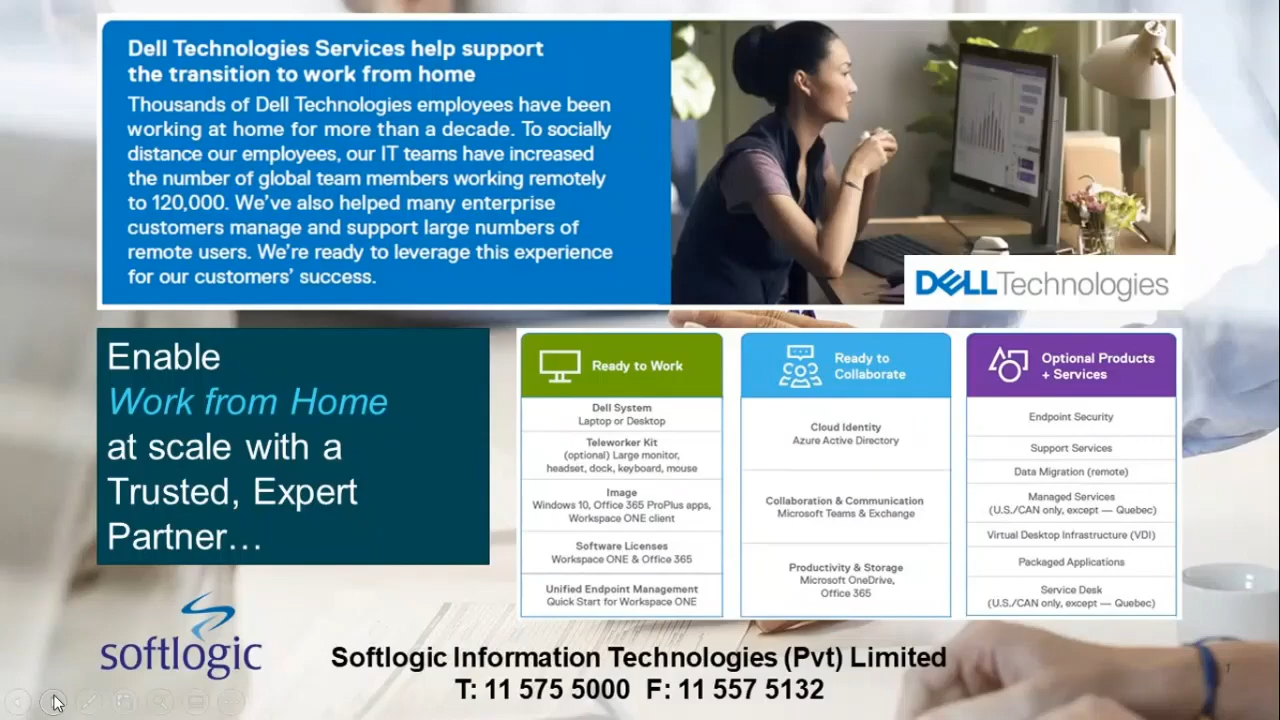 Dell Technologies Services help support
the transition to work from home
Thousands of Dell Technologies employees have been
working at home for more than a decade. To socially
distance our employees, our IT teams have increased
the number of global team members working remotely
to 120,000. We've also helped many enterprise
customers manage and support large numbers of
remote users. We're ready to leverage this experience
for our customers' success.
DELLTechnologies
Enable
Work from Home
at scale with a
Trusted, Expert
Partner…
Ready to Work
Dell System
Laptop or Desktop
Teleworker Kit
(optional) Large monitor,
headset, dock, keyboard, mouse
Image
Windows 10, Office 365 ProPlus apps,
Workspace ONE client
Software Licenses
Workspace ONE & Office 365
Unified Endpoint Management
Quick Start for Workspace ONE
Ready to
Collaborate
Cloud Identity
Azure Active Directory
Collaboration & Communication
Microsoft Teams & Exchange
Productivity & Storage
Microsoft OneDrive,
Office 365
Optional Products
+ Services
Endpoint Security
Support Services
Data Migration (remote)
Managed Services
(U.S./CAN only, except — Quebec)
Virtual Desktop Infrastructure (VDI)
Packaged Applications
Service Desk
(U.S./CAN only, except — Quebec)
softlogic
Softlogic Information Technologies (Pvt) Limited
T: 11 575 5000 F: 11 557 5132
1